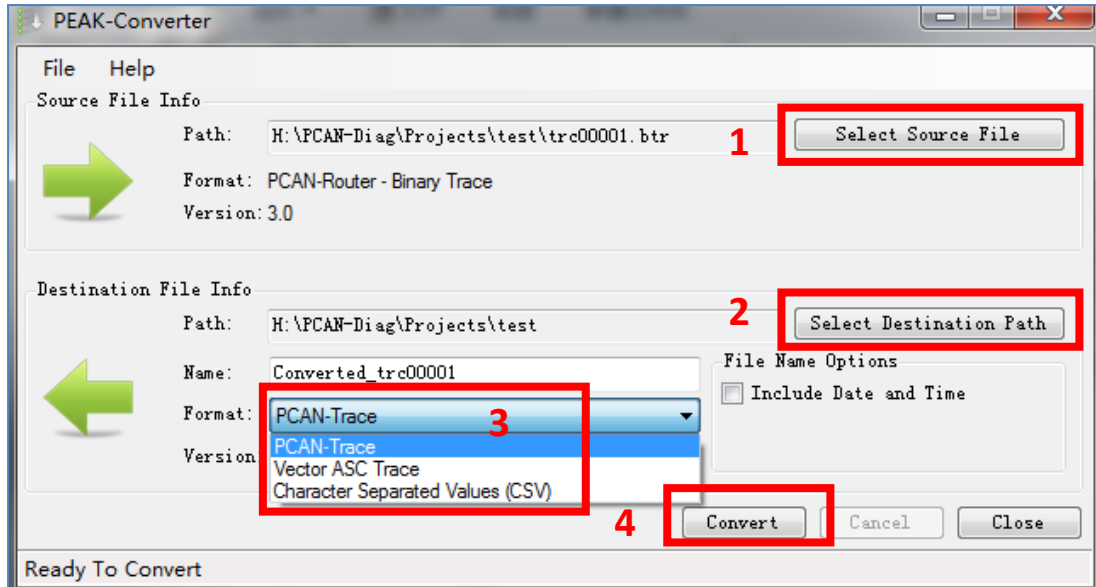 PEAK-Converter
File Help
Source File Info
Path: H:\PCAN-Diag\Projects\test\trc00001.btr 1 Select Source File
Format: PCAN-Router - Binary Trace
Version: 3.0
Destination File Info
Path: H:\PCAN-Diag\Projects\test 2 Select Destination Path
Name: Converted_trc00001 File Name Options
Include Date and Time
Format: PCAN-Trace 3
Version PCAN-Trace
Vector ASC Trace
Character Separated Values (CSV)
4 Convert Cancel Close
Ready To Convert